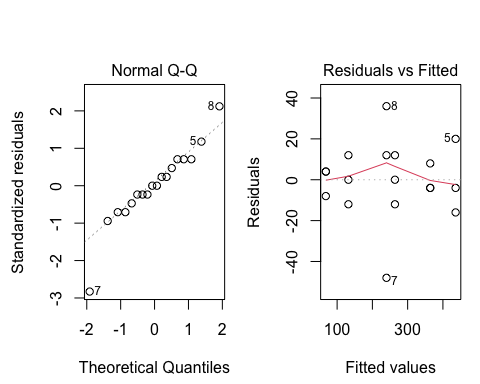 Normal Q-Q
Standardized residuals
2
1
0
-1
-2
-3
8
5
7
-2 -1 0 1 2
Theoretical Quantiles
Residuals vs Fitted
Residuals
40
20
0
-20
-40
8
5
7
100 300
Fitted values